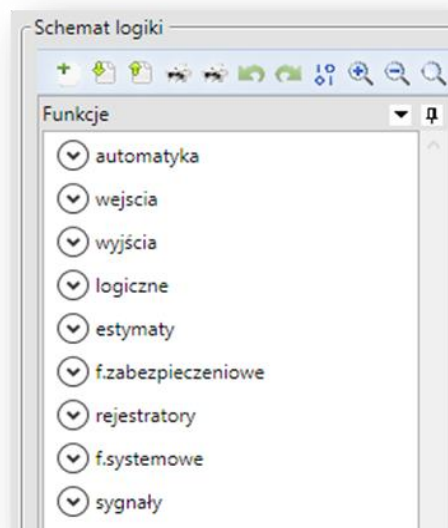 Schemat logiki
Funkcje
automatyka
wejscia
wyjścia
logiczne
estymaty
f.zabezpieczeniowe
rejestratory
f.systemowe
sygnały